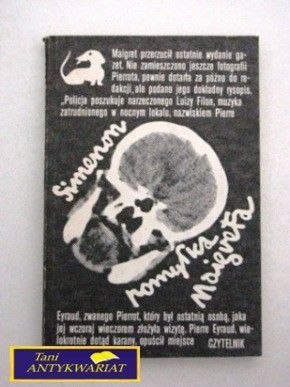 Maigret przerzucił ostatnie wydanie ga-
zet. Nie zamieszczono jeszcze fotografii
Pierrota, pewnie dotarła za późno do re-
dakcji, ale podano jego dokładny rysopis.
„Policja poszukuje narzeczonego Luizy Filon, muzyka
zatrudnionego w nocnym lokalu, nazwiskiem Pierre
Simenon
pomyłka
Maigreta
Eyraud, zwanego Pierrot, który był ostatnią osobą, jaka
jej wczoraj wieczorem złożyła wizytę. Pierre Eyraud, wie-
lokrotnie dotąd karany, opuścił miejsce
CZYTELNIK
Tani
ANTYKWARIAT